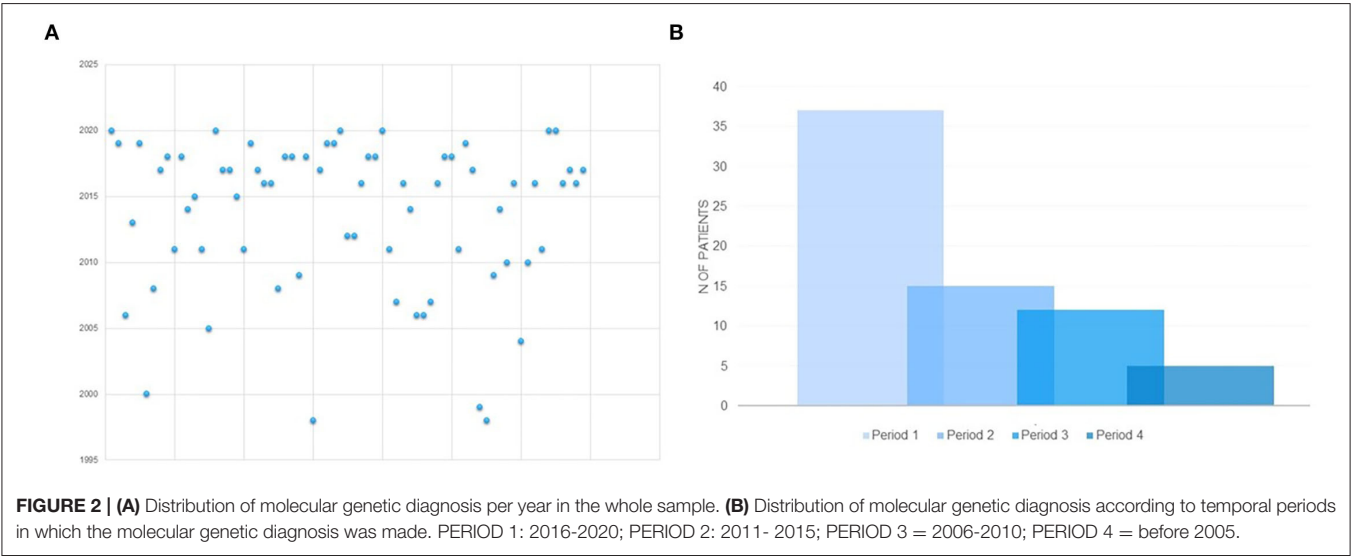 A
B
2025
2020
2015
2010
2005
2000
1995
40
35
30
25
20
15
10
5
0
N OF PATIENTS
Period 1 Period 2 Period 3 Period 4
FIGURE 2 | (A) Distribution of molecular genetic diagnosis per year in the whole sample. (B) Distribution of molecular genetic diagnosis according to temporal periods
in which the molecular genetic diagnosis was made. PERIOD 1: 2016-2020; PERIOD 2: 2011- 2015; PERIOD 3 = 2006-2010; PERIOD 4 = before 2005.